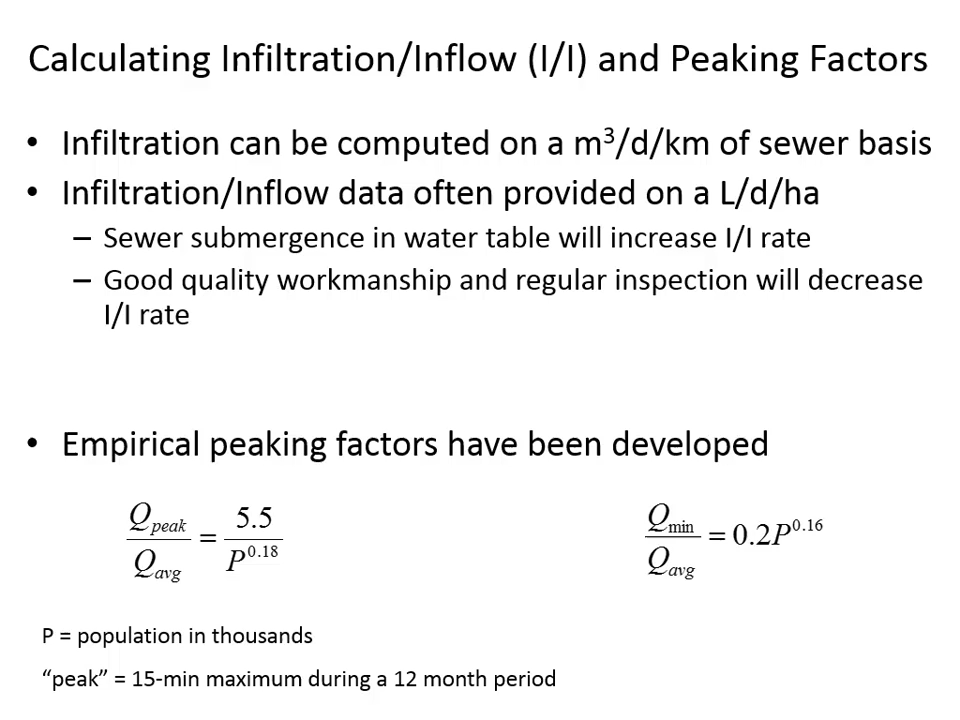 Calculating Infiltration/Inflow (I/I) and Peaking Factors
• Infiltration can be computed on a m³/d/km of sewer basis
• Infiltration/Inflow data often provided on a L/d/ha
– Sewer submergence in water table will increase I/I rate
– Good quality workmanship and regular inspection will decrease
I/I rate
• Empirical peaking factors have been developed
Q_peak / Q_avg = 5.5 / P^0.18
Q_min / Q_avg = 0.2P^0.16
P = population in thousands
“peak” = 15-min maximum during a 12 month period